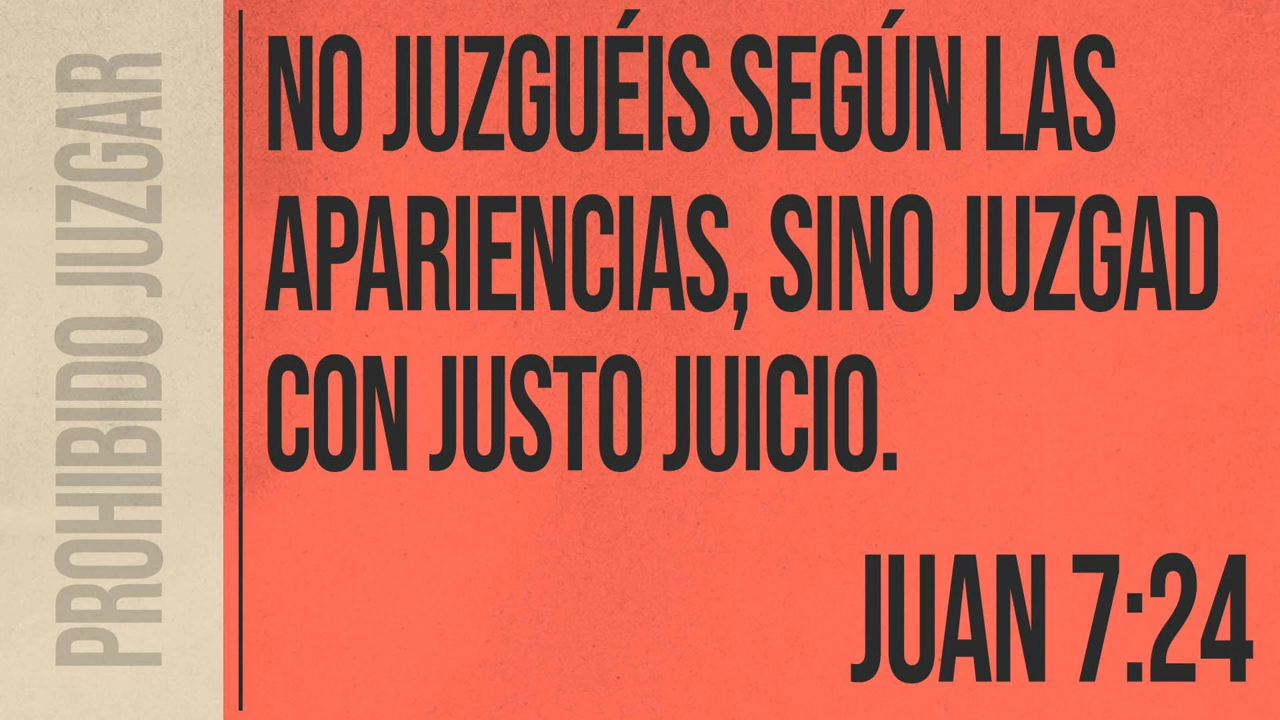 PROHIBIDO JUZGAR
NO JUZGUÉIS SEGÚN LAS
APARIENCIAS, SINO JUZGAD
CON JUSTO JUICIO.
JUAN 7:24